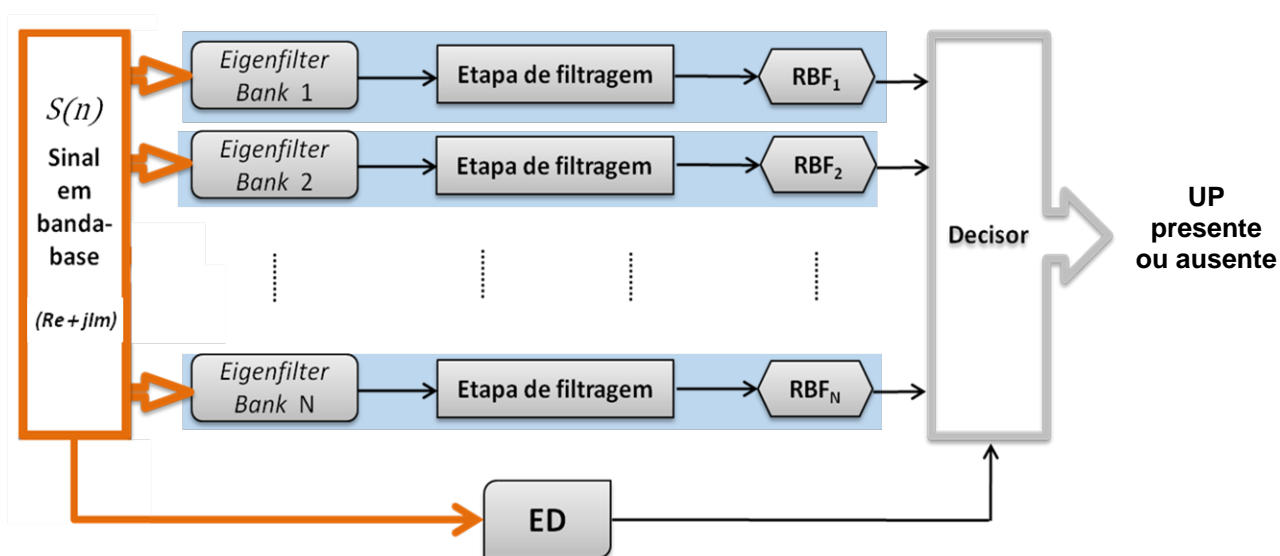 S(n)
Sinal
em
banda-
base
(Re + jIm)
Eigenfilter
Bank 1
Etapa de filtragem
RBF1
Eigenfilter
Bank 2
Etapa de filtragem
RBF2
Eigenfilter
Bank N
Etapa de filtragem
RBFN
Decisor
UP
presente
ou ausente
ED